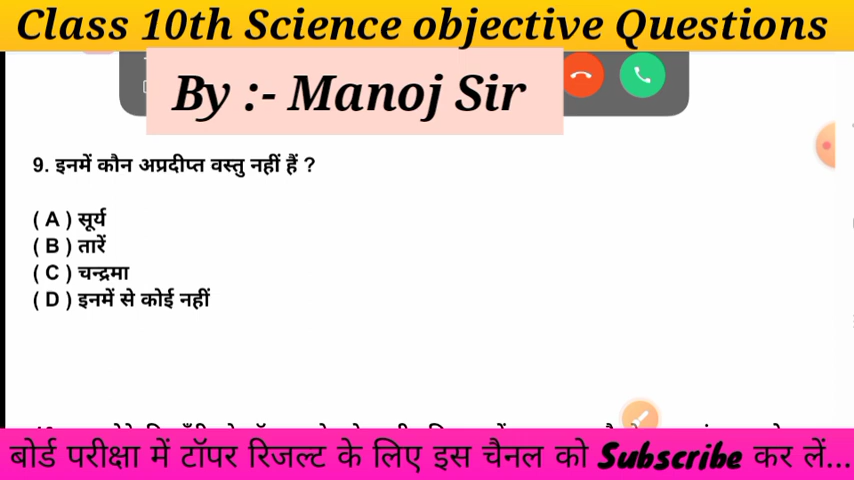 Class 10th Science objective Questions
By :- Manoj Sir
9. इनमें कौन अप्रदीप्त वस्तु नहीं हैं ?
( A ) सूर्य
( B ) तारें
( C ) चन्द्रमा
( D ) इनमें से कोई नहीं
बोर्ड परीक्षा में टॉपर रिजल्ट के लिए इस चैनल को Subscribe कर लें...